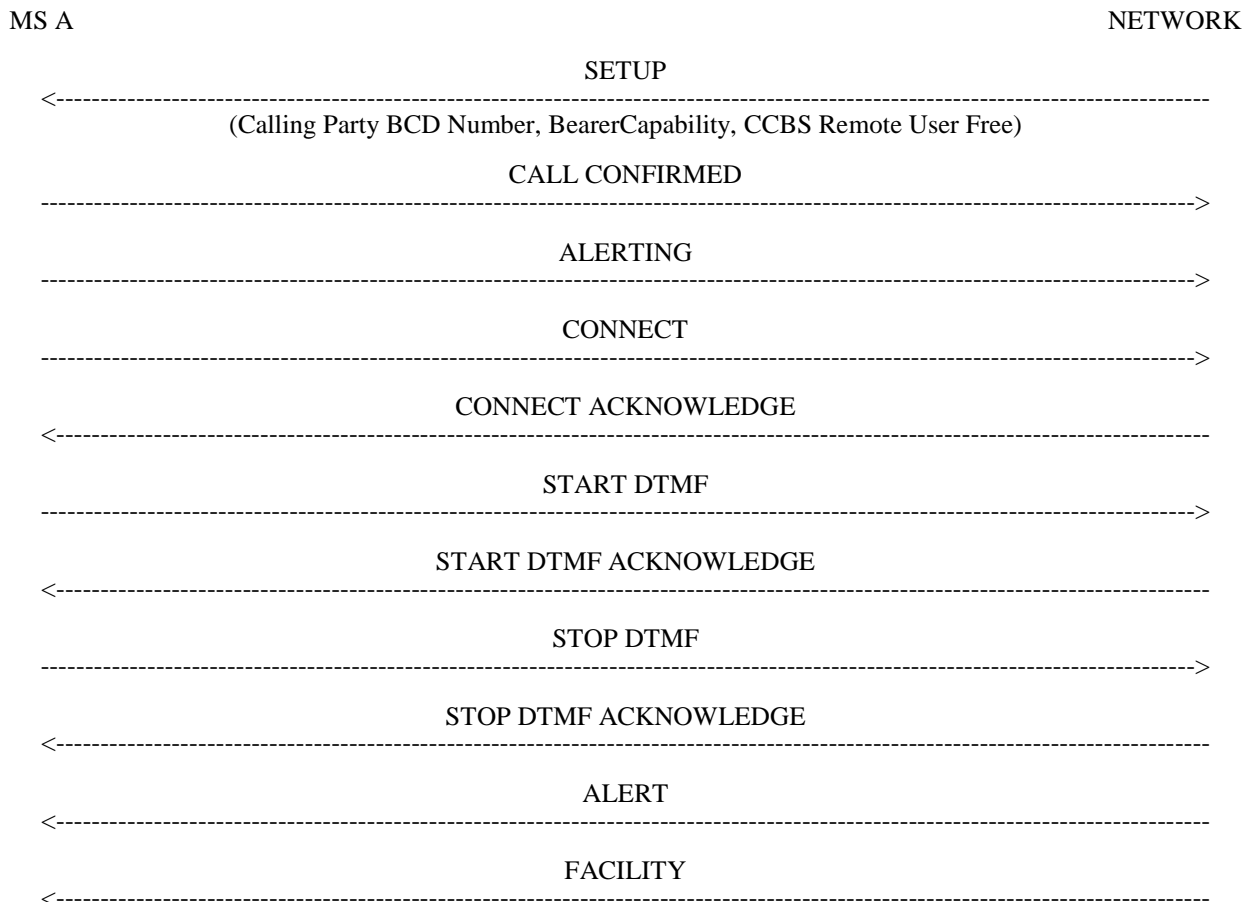 MS A NETWORK
SETUP
<------------------------------------------------------------------------------------------------------------------------------------
(Calling Party BCD Number, BearerCapability, CCBS Remote User Free)
CALL CONFIRMED
------------------------------------------------------------------------------------------------------------------------------------>
ALERTING
------------------------------------------------------------------------------------------------------------------------------------>
CONNECT
------------------------------------------------------------------------------------------------------------------------------------>
CONNECT ACKNOWLEDGE
<------------------------------------------------------------------------------------------------------------------------------------
START DTMF
------------------------------------------------------------------------------------------------------------------------------------>
START DTMF ACKNOWLEDGE
<------------------------------------------------------------------------------------------------------------------------------------
STOP DTMF
------------------------------------------------------------------------------------------------------------------------------------>
STOP DTMF ACKNOWLEDGE
<------------------------------------------------------------------------------------------------------------------------------------
ALERT
<------------------------------------------------------------------------------------------------------------------------------------
FACILITY
<------------------------------------------------------------------------------------------------------------------------------------